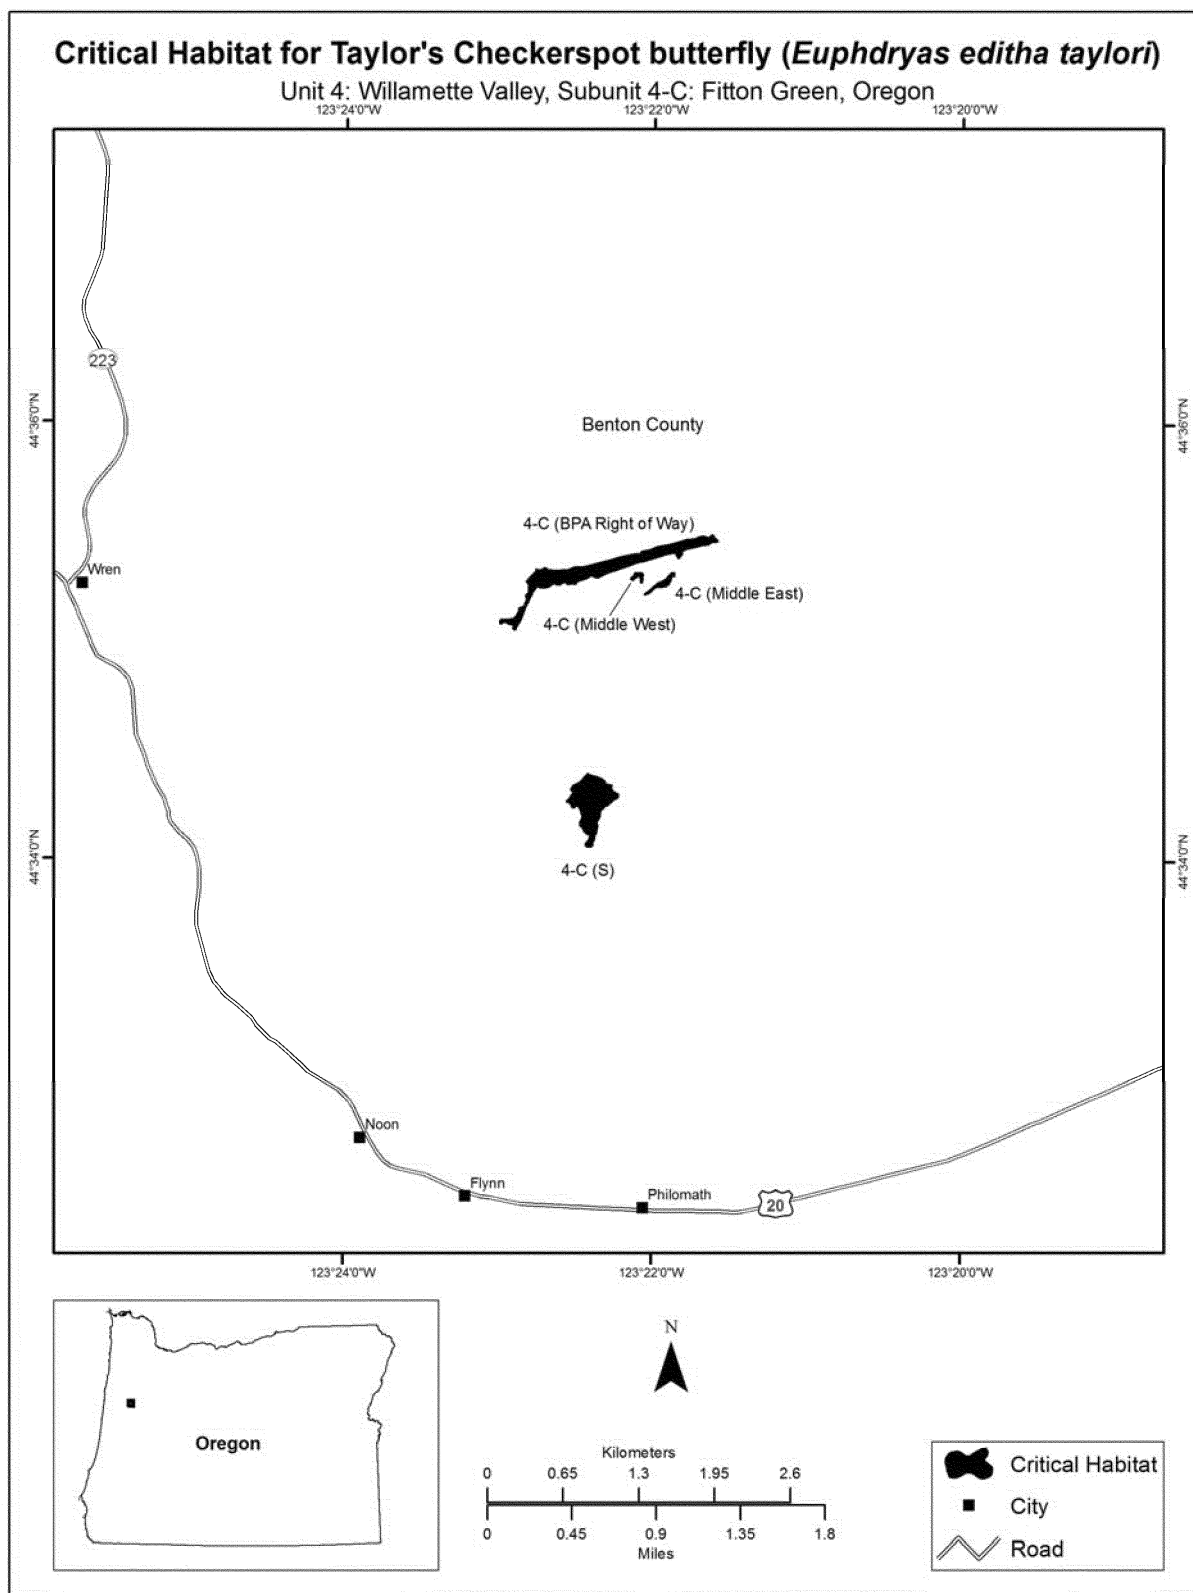 Critical Habitat for Taylor's Checkerspot butterfly (Euphdryas editha taylori)
Unit 4: Willamette Valley, Subunit 4-C: Fitton Green, Oregon
123°24'0"W 123°22'0"W 123°20'0"W
223
44°36'0"N
Benton County
44°36'0"N
4-C (BPA Right of Way)
Wren
4-C (Middle East)
4-C (Middle West)
44°34'0"N
44°34'0"N
4-C (S)
Noon
Flynn
Philomath
20
123°24'0"W 123°22'0"W 123°20'0"W
Oregon
N
Kilometers
0 0.65 1.3 1.95 2.6
0 0.45 0.9 1.35 1.8
Miles
Critical Habitat
City
Road